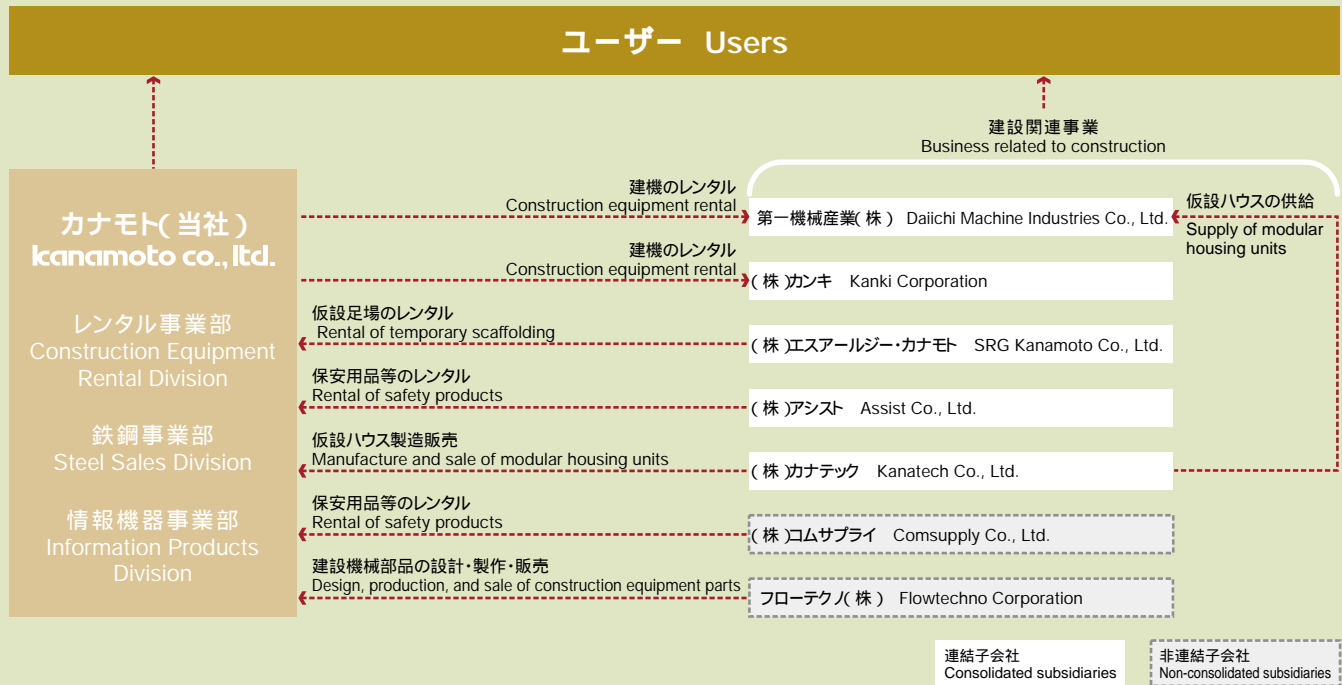 ユーザー Users
建設関連事業
Business related to construction
カナモト(当社)
kanamoto co., ltd.
レンタル事業部
Construction Equipment
Rental Division
鉄鋼事業部
Steel Sales Division
情報機器事業部
Information Products
Division
建機のレンタル
Construction equipment rental
第一機械産業(株) Daiichi Machine Industries Co., Ltd.
仮設ハウスの供給
Supply of modular
housing units
建機のレンタル
Construction equipment rental
(株)カンキ Kanki Corporation
仮設足場のレンタル
Rental of temporary scaffolding
(株)エスアールジー・カナモト SRG Kanamoto Co., Ltd.
保安用品等のレンタル
Rental of safety products
(株)アシスト Assist Co., Ltd.
仮設ハウス製造販売
Manufacture and sale of modular housing units
(株)カナテック Kanatech Co., Ltd.
保安用品等のレンタル
Rental of safety products
(株)コムサプライ Comsupply Co., Ltd.
建設機械部品の設計・製作・販売
Design, production, and sale of construction equipment parts
フローテクノ(株) Flowtechno Corporation
連結子会社
Consolidated subsidiaries
非連結子会社
Non-consolidated subsidiaries